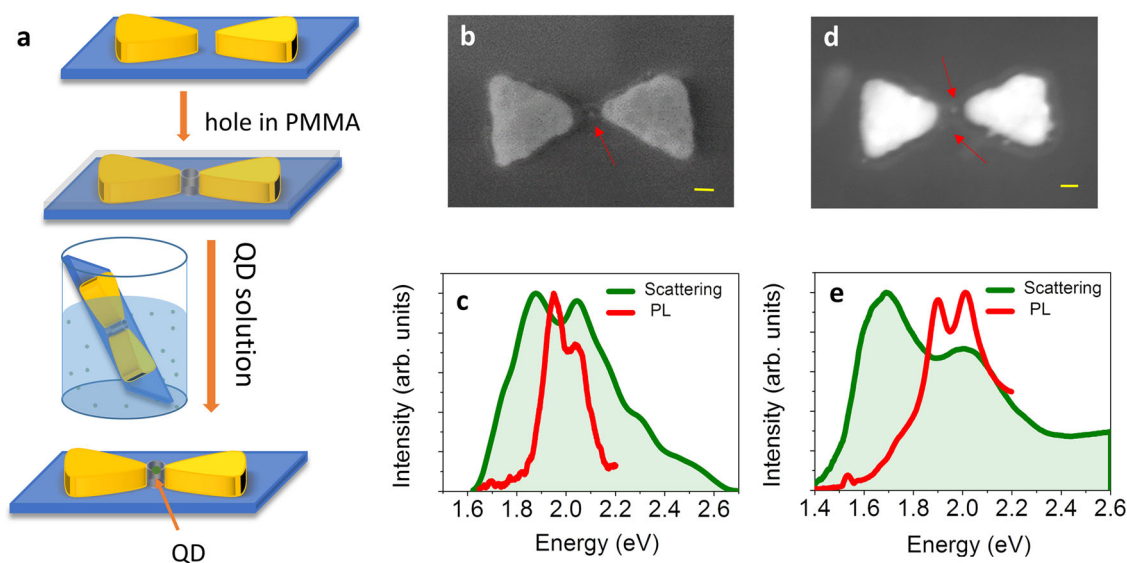 a
hole in PMMA
QD solution
QD
b
d
c
Scattering
PL
Intensity (arb. units)
1.6 1.8 2.0 2.2 2.4 2.6
Energy (eV)
e
Scattering
PL
Intensity (arb. units)
1.4 1.6 1.8 2.0 2.2 2.4 2.6
Energy (eV)